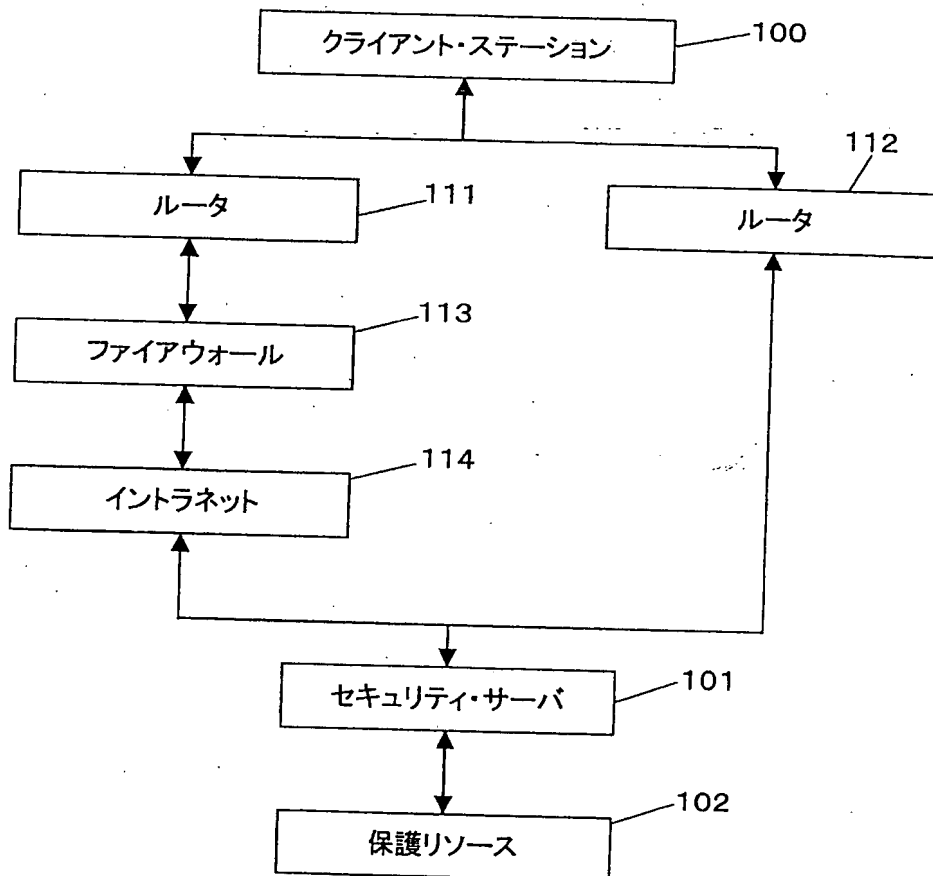 クライアント・ステーション
100
ルータ
111
ルータ
112
ファイアウォール
113
イントラネット
114
セキュリティ・サーバ
101
保護リソース
102